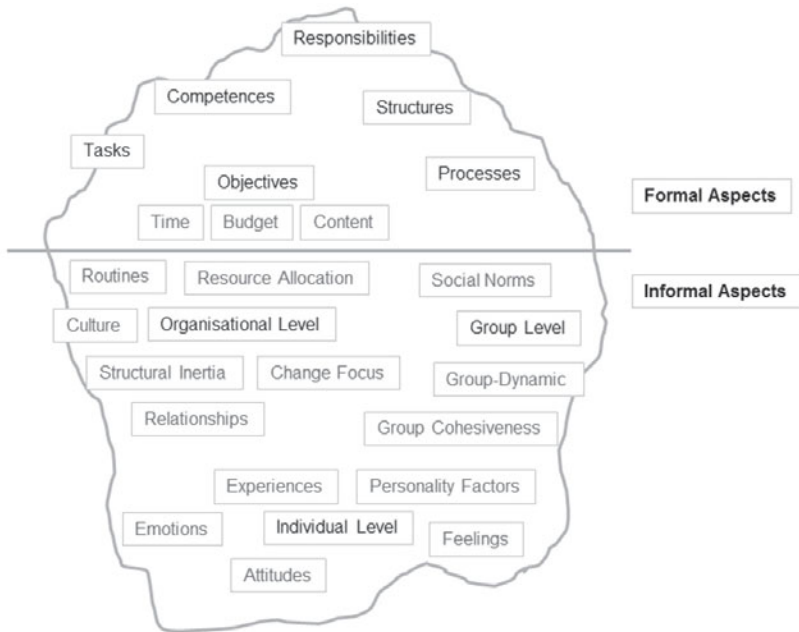 Responsibilities
Competences
Structures
Tasks
Processes
Objectives
Formal Aspects
Time
Budget
Content
Routines
Resource Allocation
Social Norms
Informal Aspects
Culture
Organisational Level
Group Level
Structural Inertia
Change Focus
Group-Dynamic
Relationships
Group Cohesiveness
Experiences
Personality Factors
Emotions
Individual Level
Feelings
Attitudes